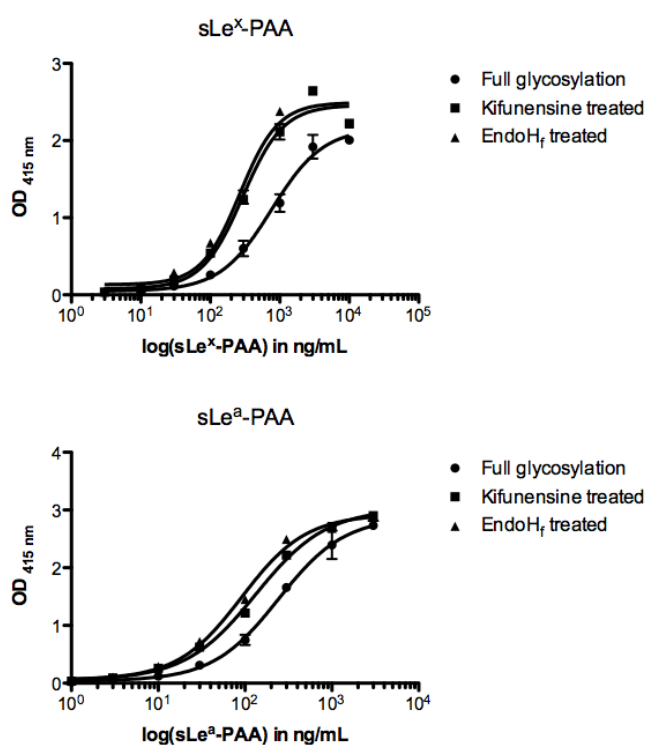 sLeˣ-PAA
3
2
1
0
OD 415 nm
10⁰ 10¹ 10² 10³ 10⁴ 10⁵
log(sLeˣ-PAA) in ng/mL
Full glycosylation
Kifunensine treated
EndoH_f treated
sLeᵃ-PAA
4
3
2
1
0
OD 415 nm
10⁰ 10¹ 10² 10³ 10⁴
log(sLeᵃ-PAA) in ng/mL
Full glycosylation
Kifunensine treated
EndoH_f treated